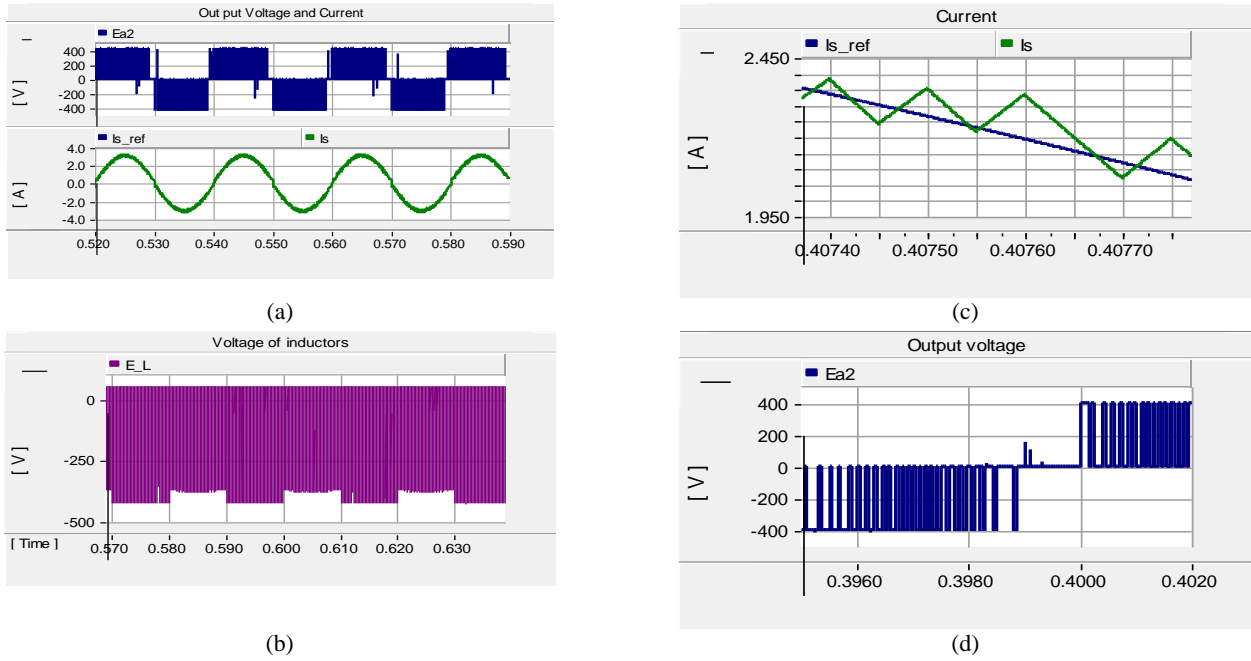 Out put Voltage and Current
Ea2
400
200
0
-200
-400
[ V ]
Is_ref
Is
4.0
2.0
0.0
-2.0
-4.0
[ A ]
0.520
0.530
0.540
0.550
0.560
0.570
0.580
0.590
(a)
Current
Is_ref
Is
2.450
1.950
[ A ]
0.40740
0.40750
0.40760
0.40770
(c)
Voltage of inductors
E_L
0
-250
-500
[ V ]
[ Time ]
0.570
0.580
0.590
0.600
0.610
0.620
0.630
(b)
Output voltage
Ea2
400
200
0
-200
-400
[ V ]
0.3960
0.3980
0.4000
0.4020
(d)